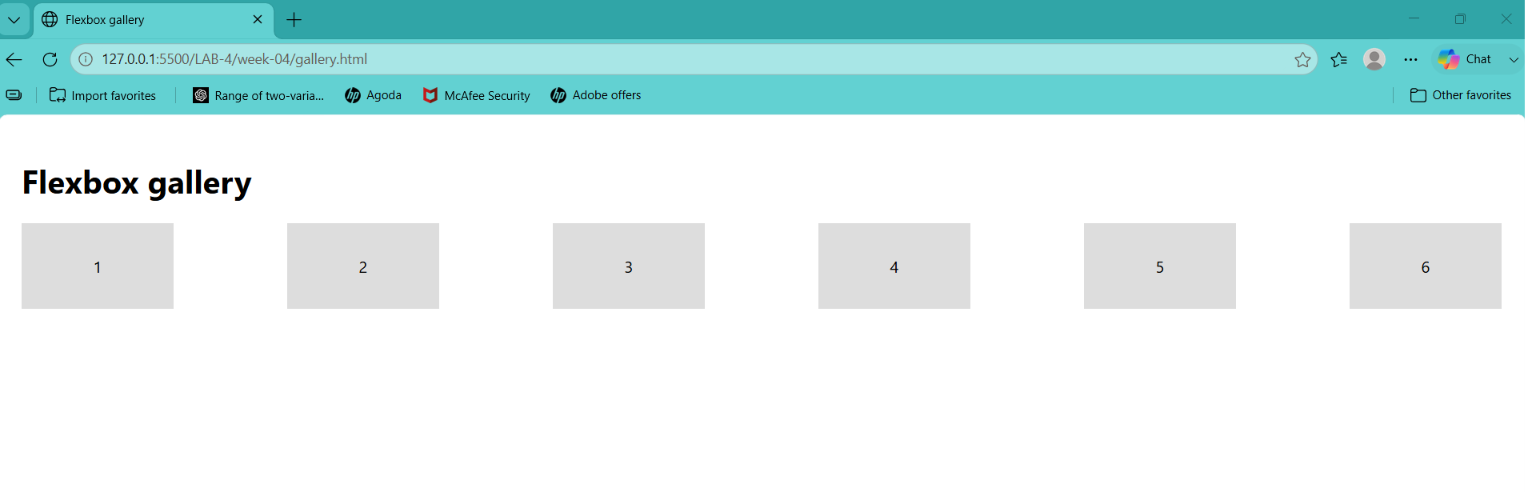 Flexbox gallery
127.0.0.1:5500/LAB-4/week-04/gallery.html
Chat
Import favorites
Range of two-varia...
Agoda
McAfee Security
Adobe offers
Other favorites
Flexbox gallery
1 2 3 4 5 6